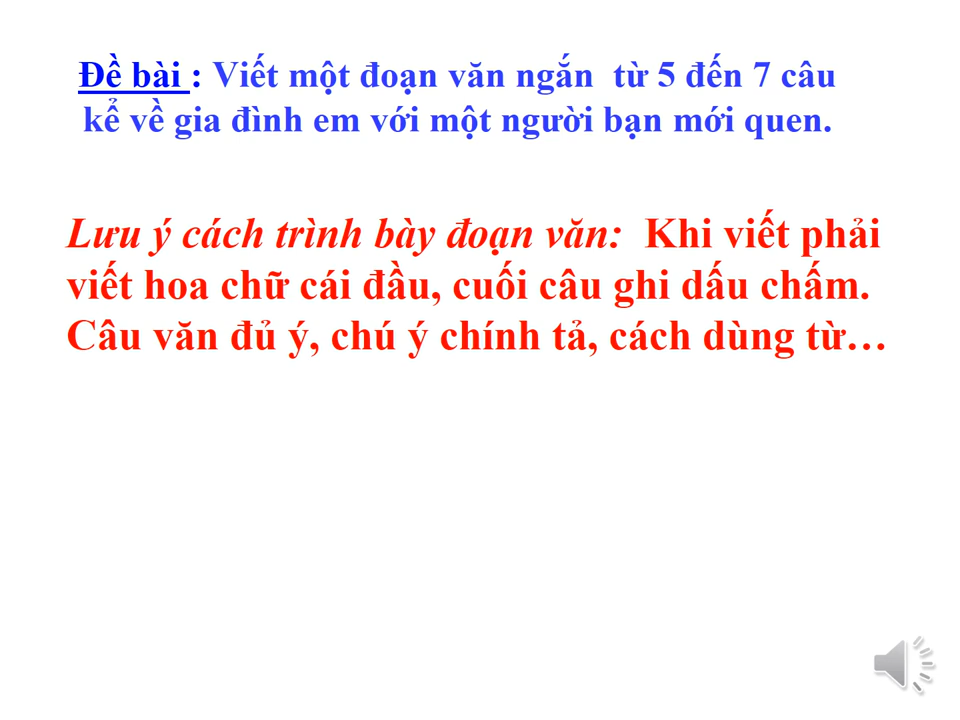 Đề bài : Viết một đoạn văn ngắn từ 5 đến 7 câu
kể về gia đình em với một người bạn mới quen.
Lưu ý cách trình bày đoạn văn: Khi viết phải
viết hoa chữ cái đầu, cuối câu ghi dấu chấm.
Câu văn đủ ý, chú ý chính tả, cách dùng từ…